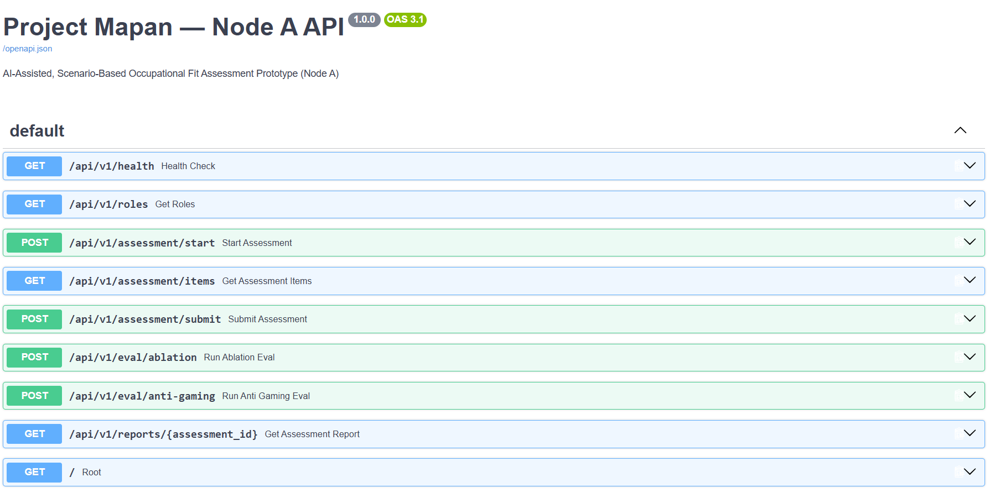 Project Mapan — Node A API 1.0.0 OAS 3.1
/openapi.json
AI-Assisted, Scenario-Based Occupational Fit Assessment Prototype (Node A)
default
GET /api/v1/health Health Check
GET /api/v1/roles Get Roles
POST /api/v1/assessment/start Start Assessment
GET /api/v1/assessment/items Get Assessment Items
POST /api/v1/assessment/submit Submit Assessment
POST /api/v1/eval/ablation Run Ablation Eval
POST /api/v1/eval/anti-gaming Run Anti Gaming Eval
GET /api/v1/reports/{assessment_id} Get Assessment Report
GET / Root